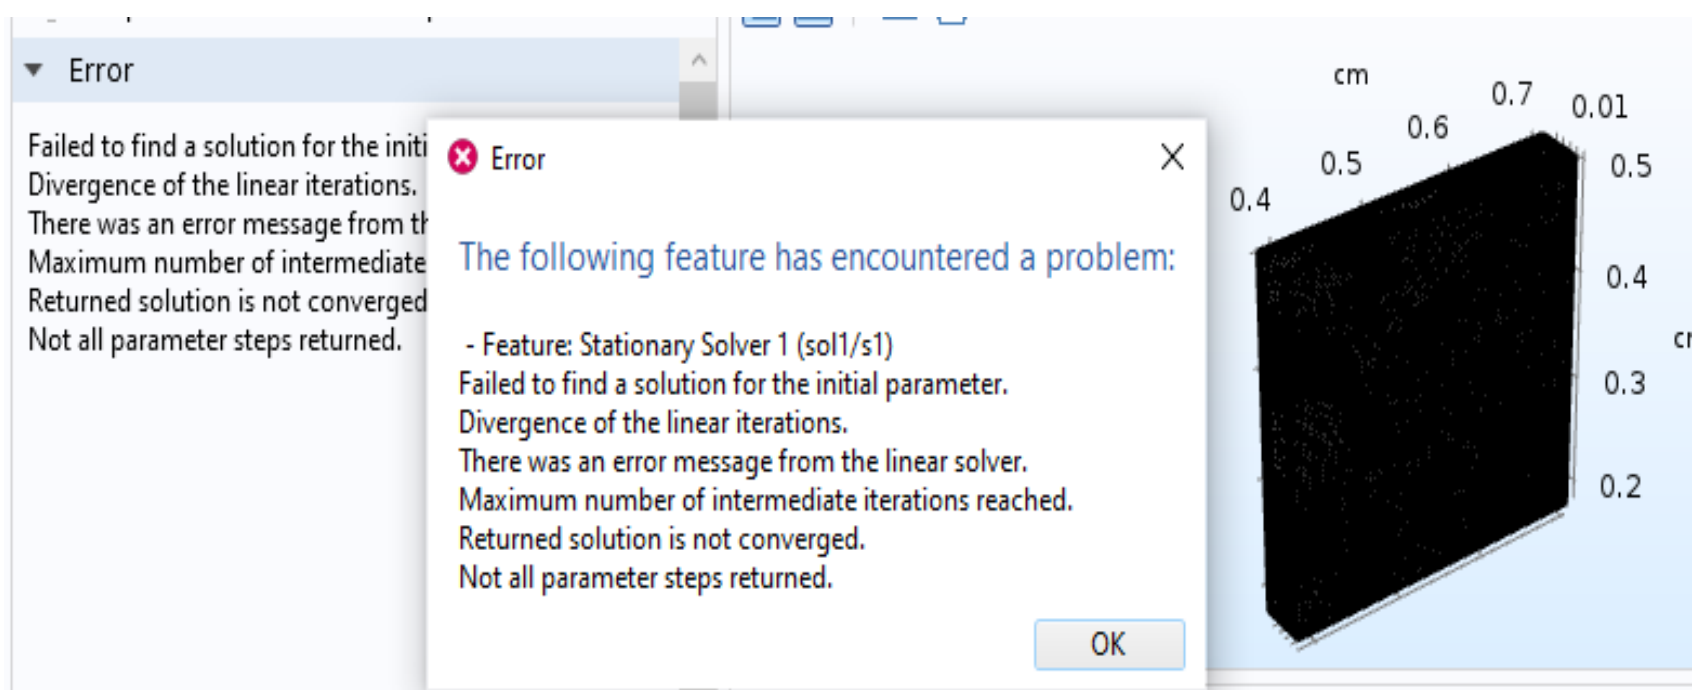 Error
Failed to find a solution for the initi
Divergence of the linear iterations.
There was an error message from th
Maximum number of intermediate
Returned solution is not converged
Not all parameter steps returned.
Error
The following feature has encountered a problem:
- Feature: Stationary Solver 1 (sol1/s1)
Failed to find a solution for the initial parameter.
Divergence of the linear iterations.
There was an error message from the linear solver.
Maximum number of intermediate iterations reached.
Returned solution is not converged.
Not all parameter steps returned.
OK
cm
0.7
0.01
0.6
0.5
0.5
0.4
0.4
0.3
0.2